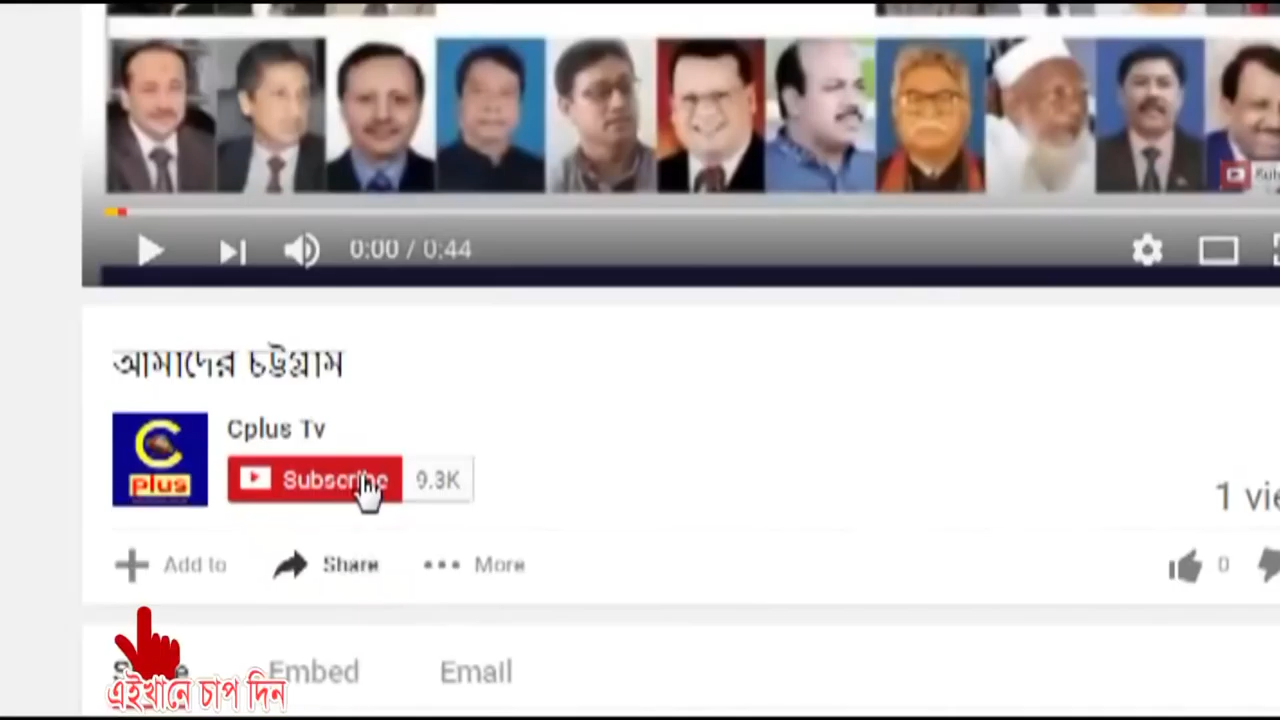 0:00 / 0:44
আমাদের চট্টগ্রাম
C
plus
Cplus Tv
Subscribe 9.3K
1
Add to Share More 0
Embed Email
এইখানে চাপ দিন